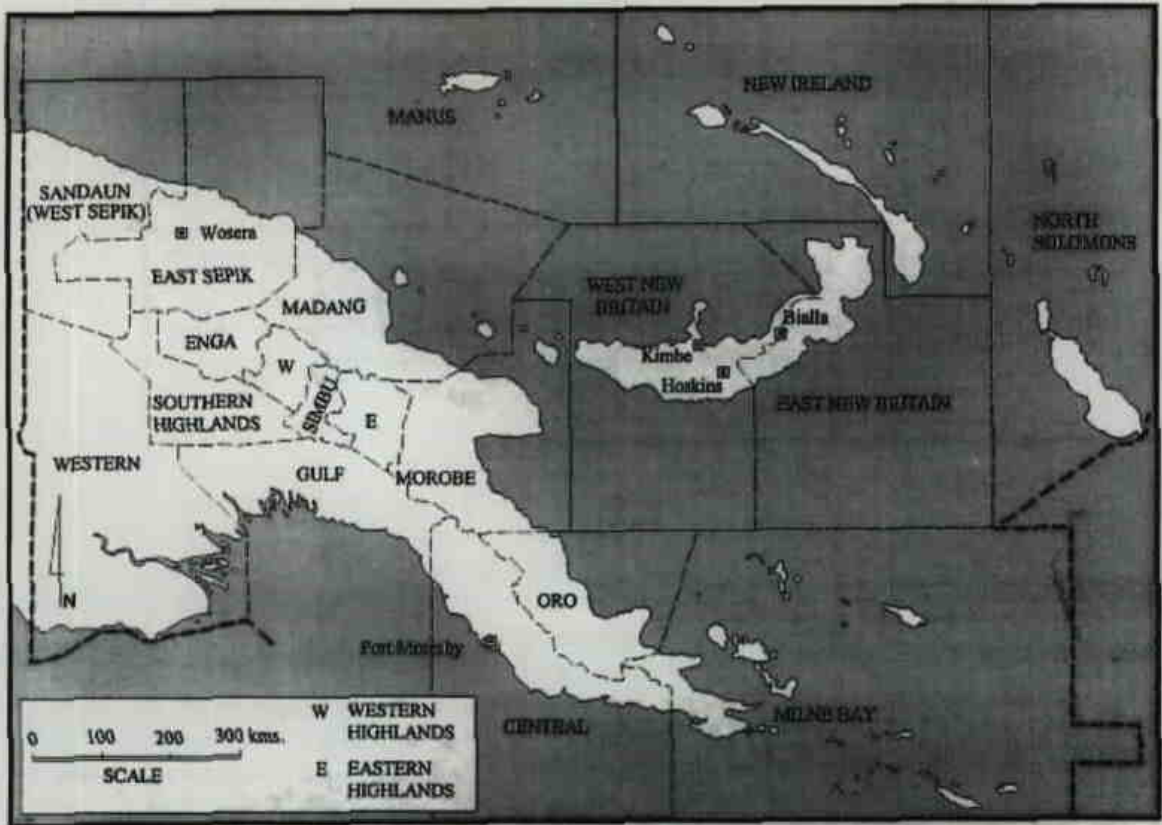 MANUS
NEW IRELAND
SANDAUN
(WEST SEPIK)
Wosera
EAST SEPIK
NORTH
SOLOMONS
WEST NEW
BRITAIN
MADANG
Bialla
ENGA
Kimbe
W
Hoskins
SIMBU
SOUTHERN
HIGHLANDS
E
EAST NEW BRITAIN
WESTERN
GULF
MOROBE
N
ORO
Port Moresby
CENTRAL
MILNE BAY
0 100 200 300 kms.
SCALE
W WESTERN
HIGHLANDS
E EASTERN
HIGHLANDS